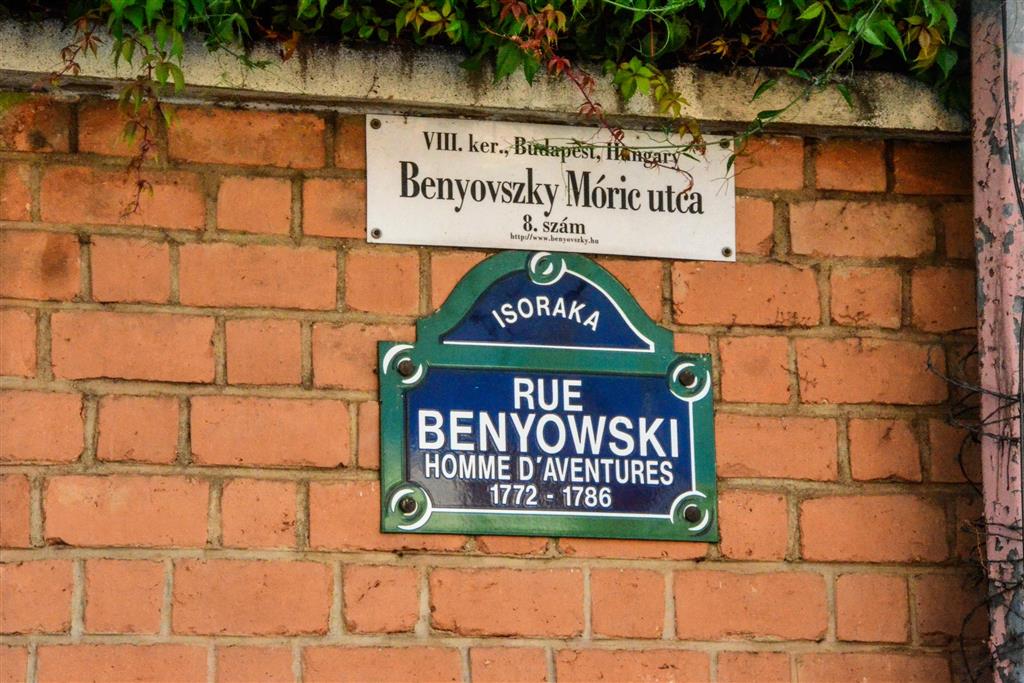 VIII. ker., Budapest, Hungary
Benyovszky Móric utca
8. szám
http://www.benyovszky.hu
ISORAKA
RUE
BENYOWSKI
HOMME D'AVENTURES
1772 - 1786